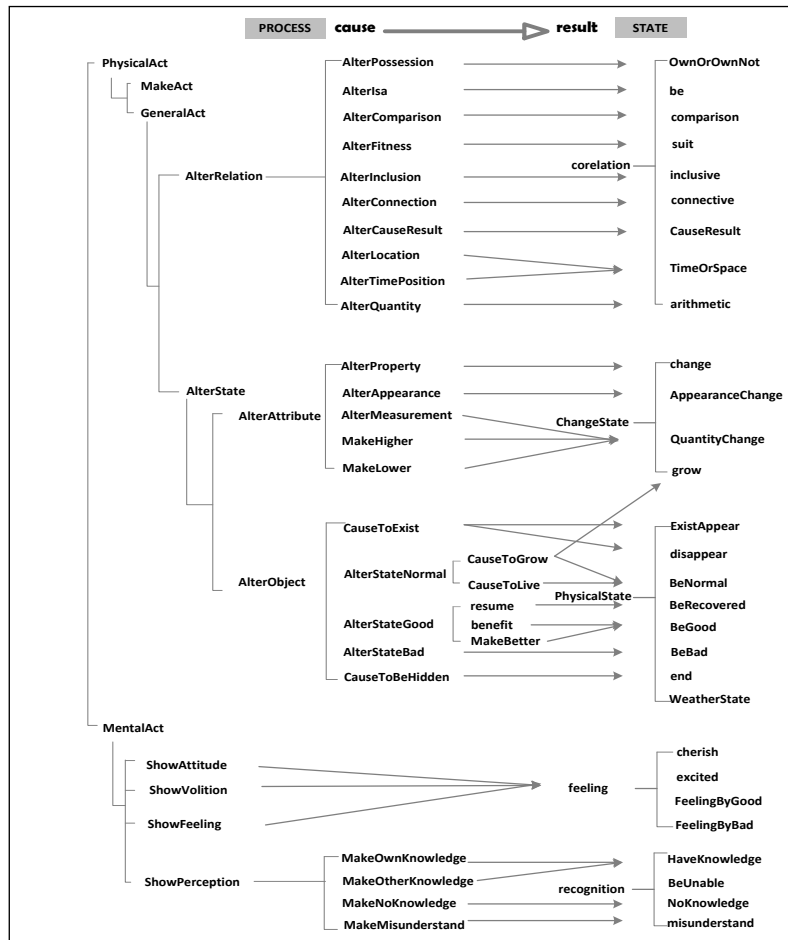 PROCESS cause result STATE
PhysicalAct AlterPossession OwnOrOwnNot
MakeAct AlterIsa be
GeneralAct AlterComparison comparison
AlterFitness suit
corelation
AlterRelation AlterInclusion inclusive
AlterConnection connective
AlterCauseResult CauseResult
AlterLocation
TimeOrSpace
AlterTimePosition
AlterQuantity arithmetic
AlterProperty change
AlterState AlterAppearance AppearanceChange
AlterAttribute AlterMeasurement
ChangeState
MakeHigher QuantityChange
MakeLower grow
CauseToExist ExistAppear
disappear
CauseToGrow
AlterObject AlterStateNormal
CauseToLive BeNormal
PhysicalState
resume BeRecovered
AlterStateGood benefit BeGood
MakeBetter
AlterStateBad BeBad
CauseToBeHidden end
WeatherState
MentalAct
cherish
ShowAttitude
excited
ShowVolition feeling
FeelingByGood
ShowFeeling FeelingByBad
MakeOwnKnowledge HaveKnowledge
ShowPerception MakeOtherKnowledge BeUnable
recognition
MakeNoKnowledge NoKnowledge
MakeMisunderstand misunderstand